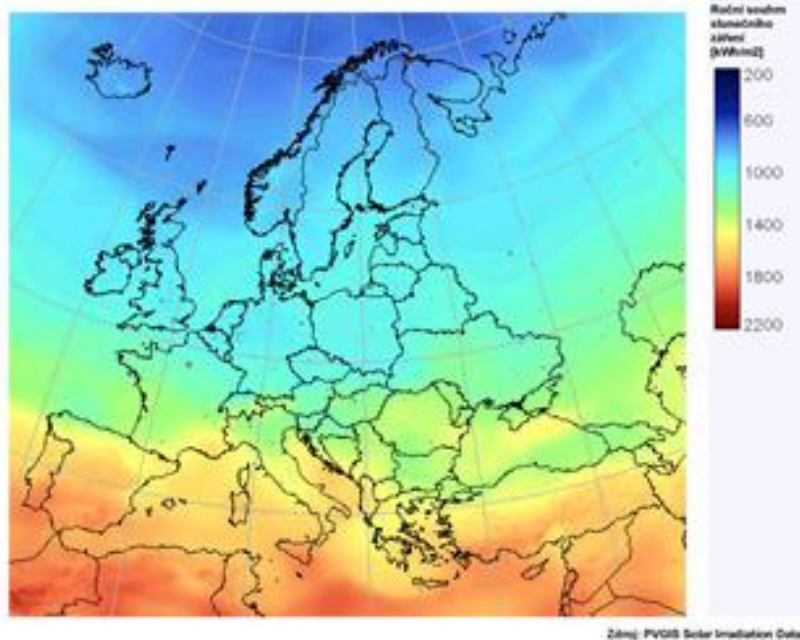 Roční souhrn
slunečního
záření
[kWh/m2]
200
600
1000
1400
1800
2200
Zdroj: PVGIS Solar Irradiation Data